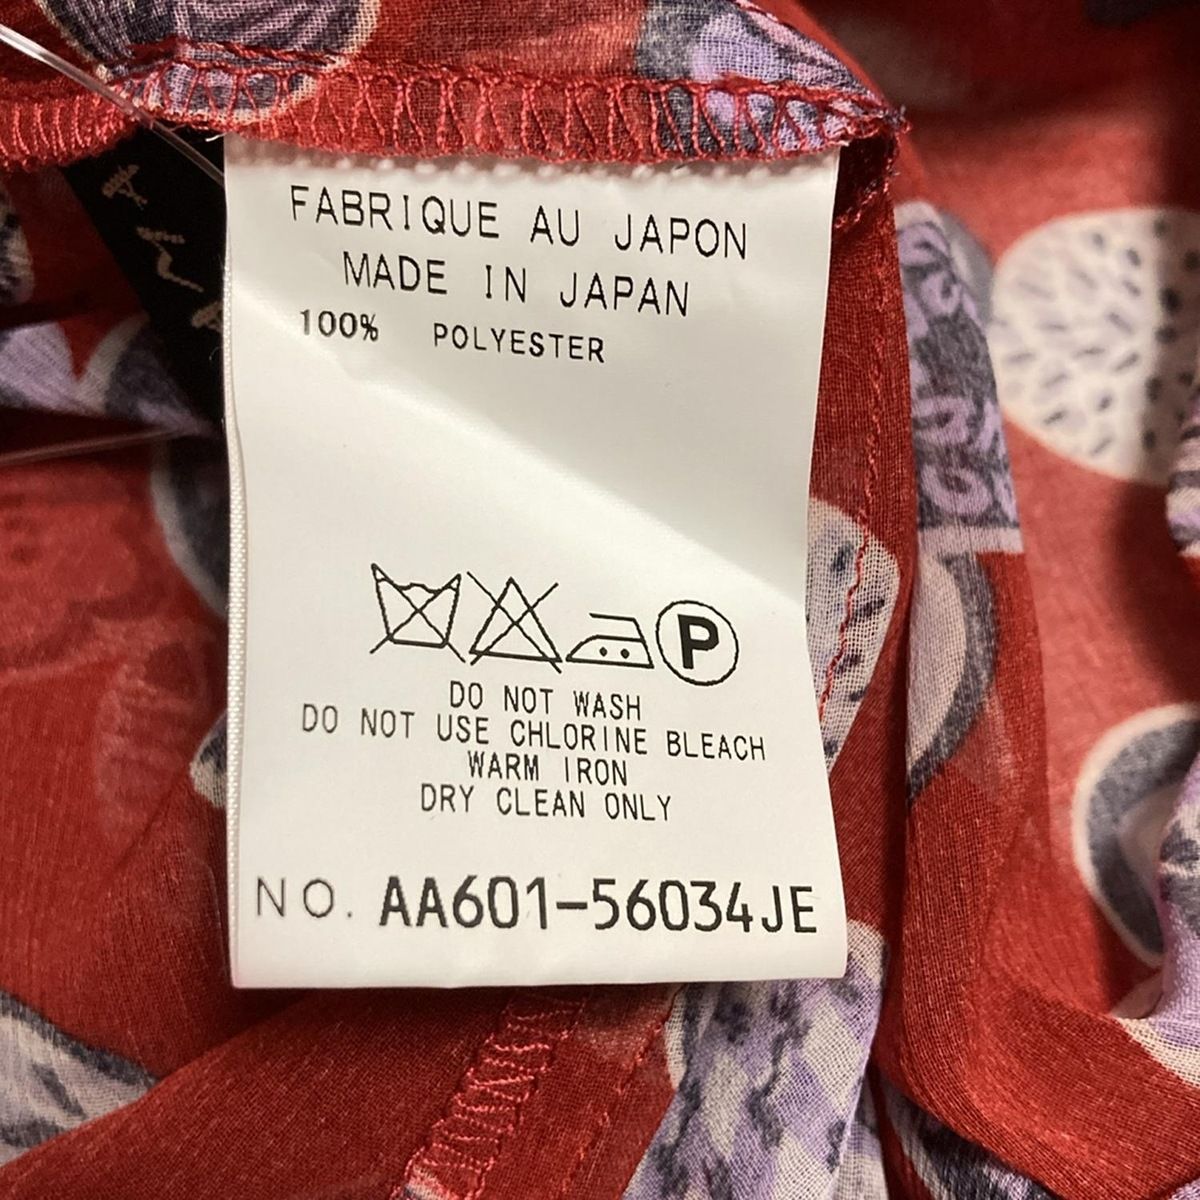 FABRIQUE AU JAPON
MADE IN JAPAN
100% POLYESTER
P
DO NOT WASH
DO NOT USE CHLORINE BLEACH
WARM IRON
DRY CLEAN ONLY
NO. AA601-56034JE